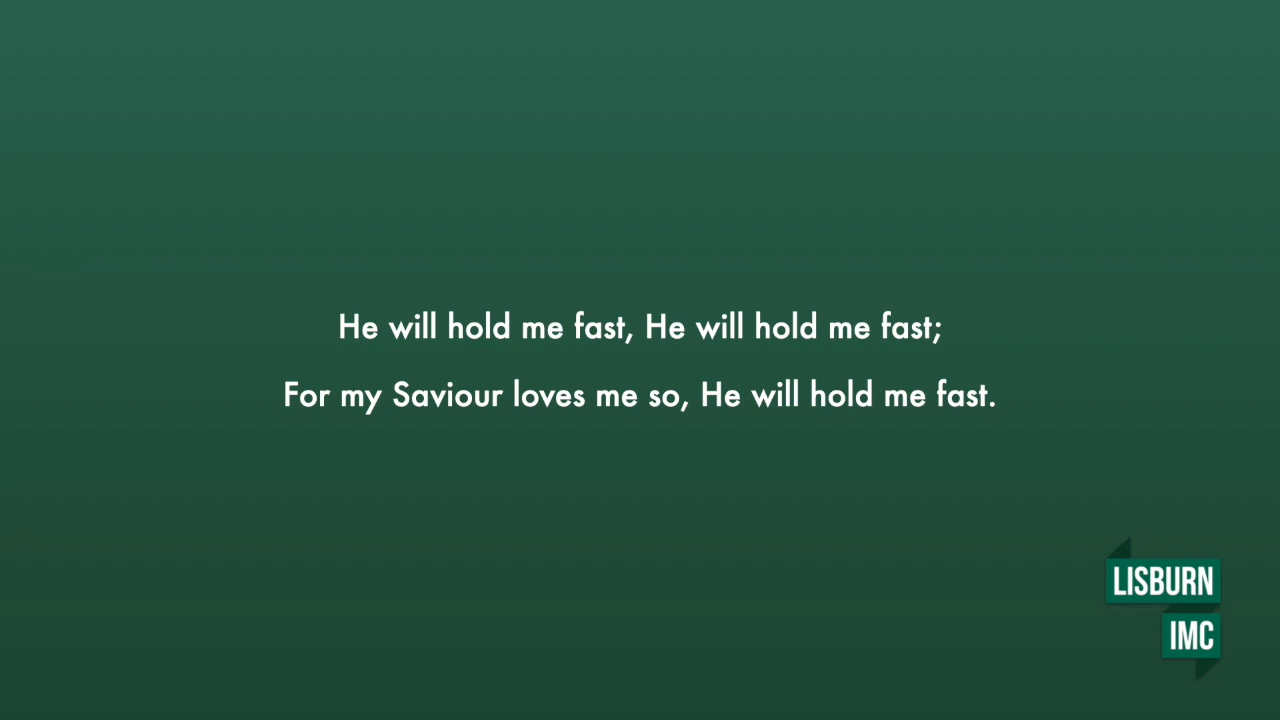 He will hold me fast, He will hold me fast;
For my Saviour loves me so, He will hold me fast.
LISBURN
IMC